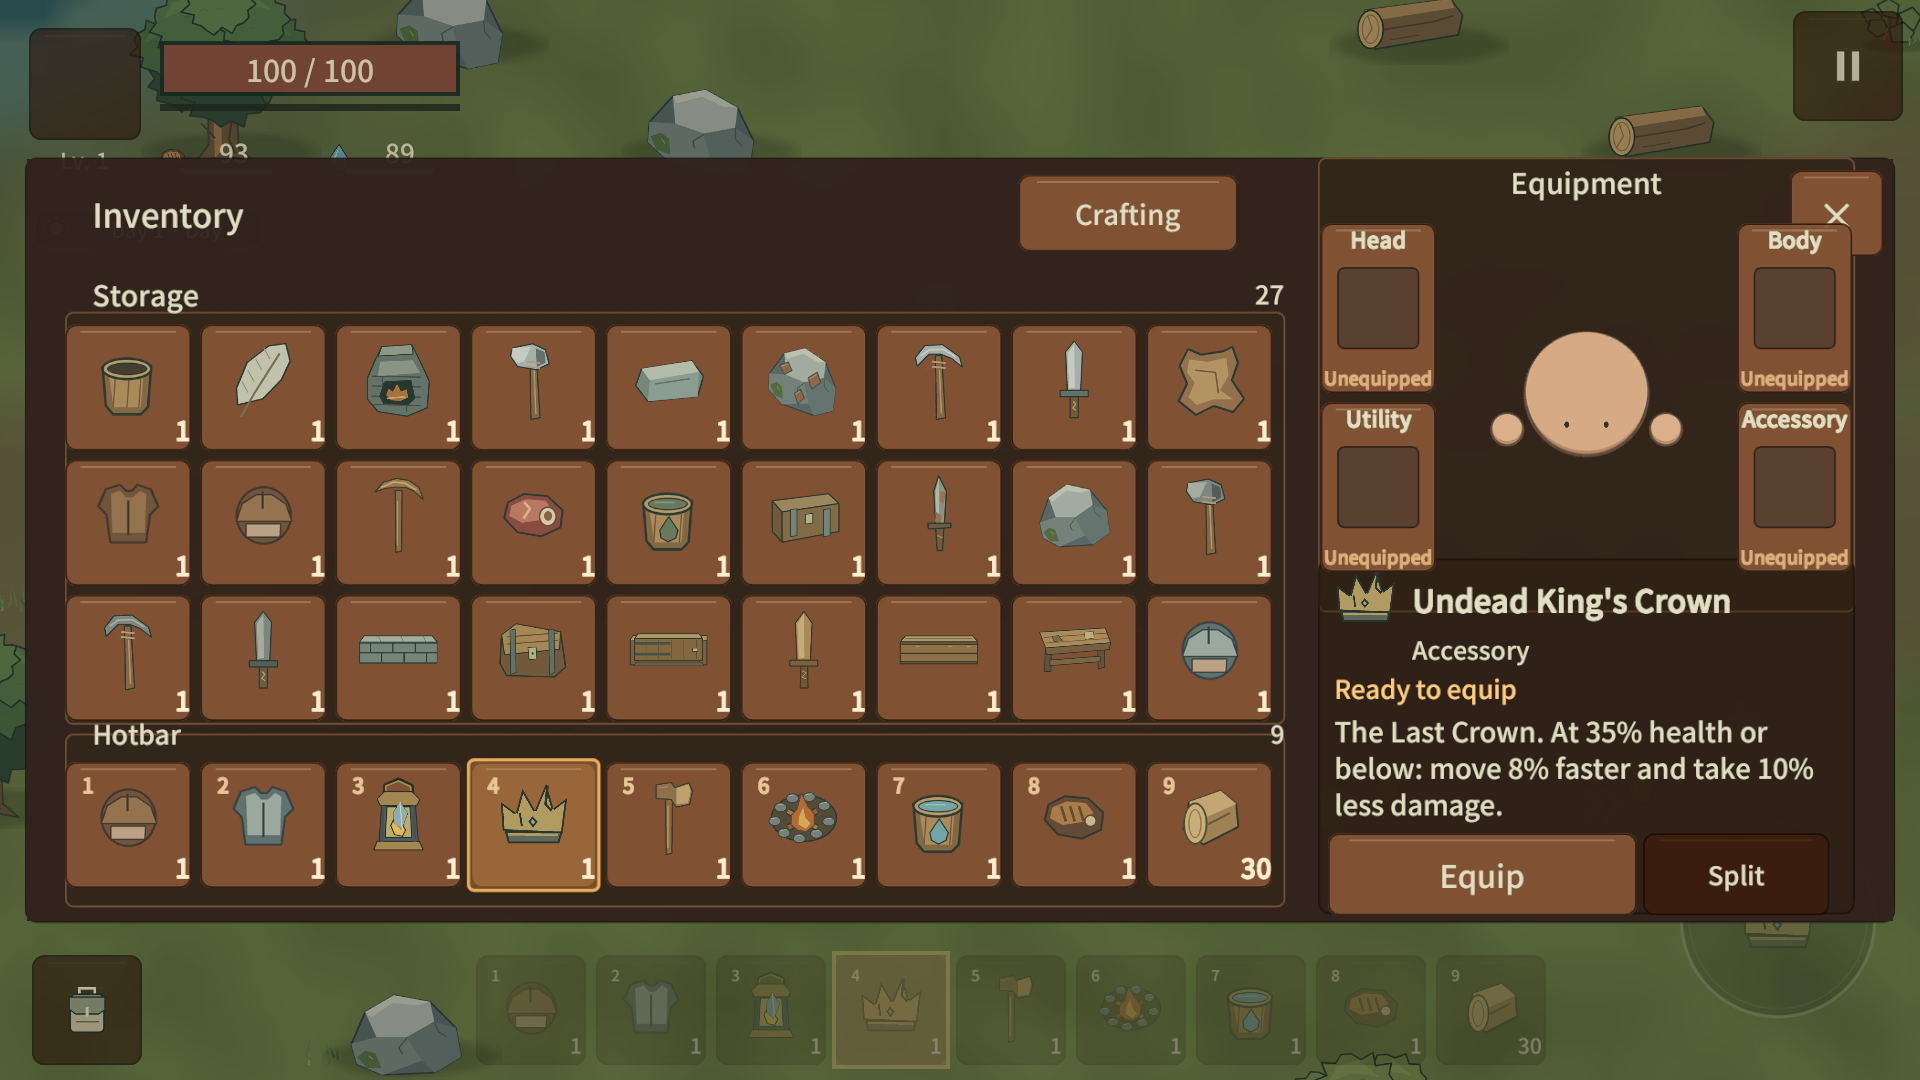 100 / 100
Lv. 1
93
89
Inventory
Crafting
Equipment
Head
Unequipped
Body
Unequipped
Utility
Unequipped
Accessory
Unequipped
Storage
27
1 1 1 1 1 1 1 1 1
1 1 1 1 1 1 1 1 1
1 1 1 1 1 1 1 1 1
Hotbar
9
1 2 3 4 5 6 7 8 9
1 1 1 1 1 1 1 1 30
Undead King's Crown
Accessory
Ready to equip
The Last Crown. At 35% health or
below: move 8% faster and take 10%
less damage.
Equip
Split
1 2 3 4 5 6 7 8 9
1 1 1 1 1 1 1 1 30